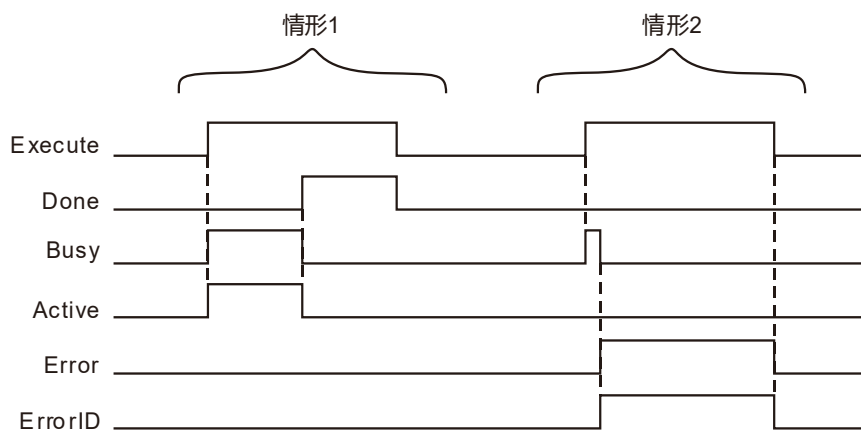 情形1 情形2
Execute
Done
Busy
Active
Error
ErrorID